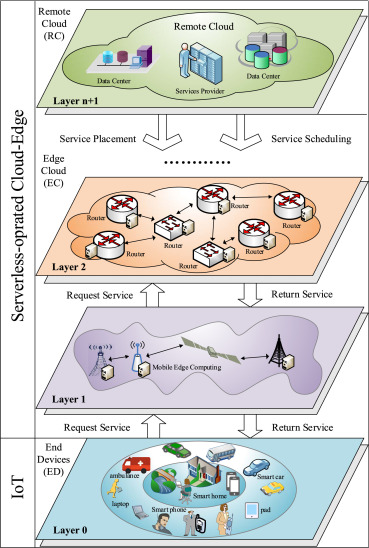 Remote
Cloud
(RC)
Remote Cloud
Data Center
Services Provider
Data Center
Layer n+1
Service Placement
Service Scheduling
Serverless-oprated Cloud-Edge
Edge
Cloud
(EC)
Router
Router
Router
Router
Router
Router
Router
Layer 2
Request Service
Return Service
Mobile Edge Computing
Layer 1
Request Service
Return Service
IoT
End
Devices
(ED)
ambulance
Smart car
Smart home
laptop
Smart phone
pad
Layer 0